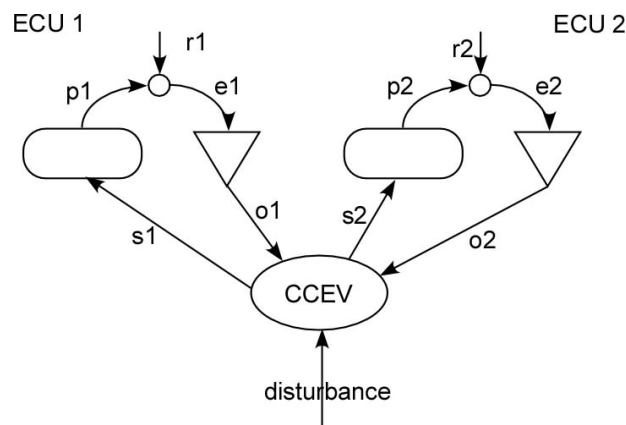 ECU 1
ECU 2
r1
r2
p1
e1
p2
e2
o1
s2
s1
o2
CCEV
disturbance